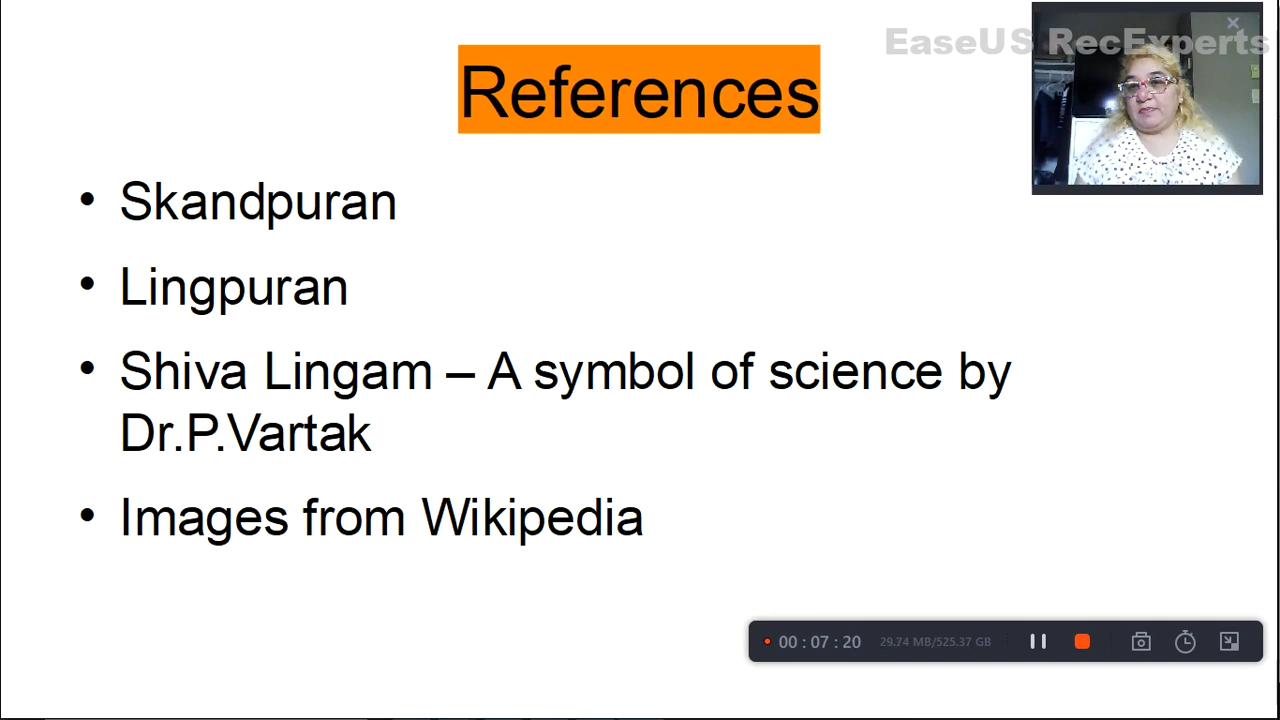 EaseUS RecExperts
References
• Skandpuran
• Lingpuran
• Shiva Lingam – A symbol of science by
Dr.P.Vartak
• Images from Wikipedia
00 : 07 : 20 29.74 MB/525.37 GB